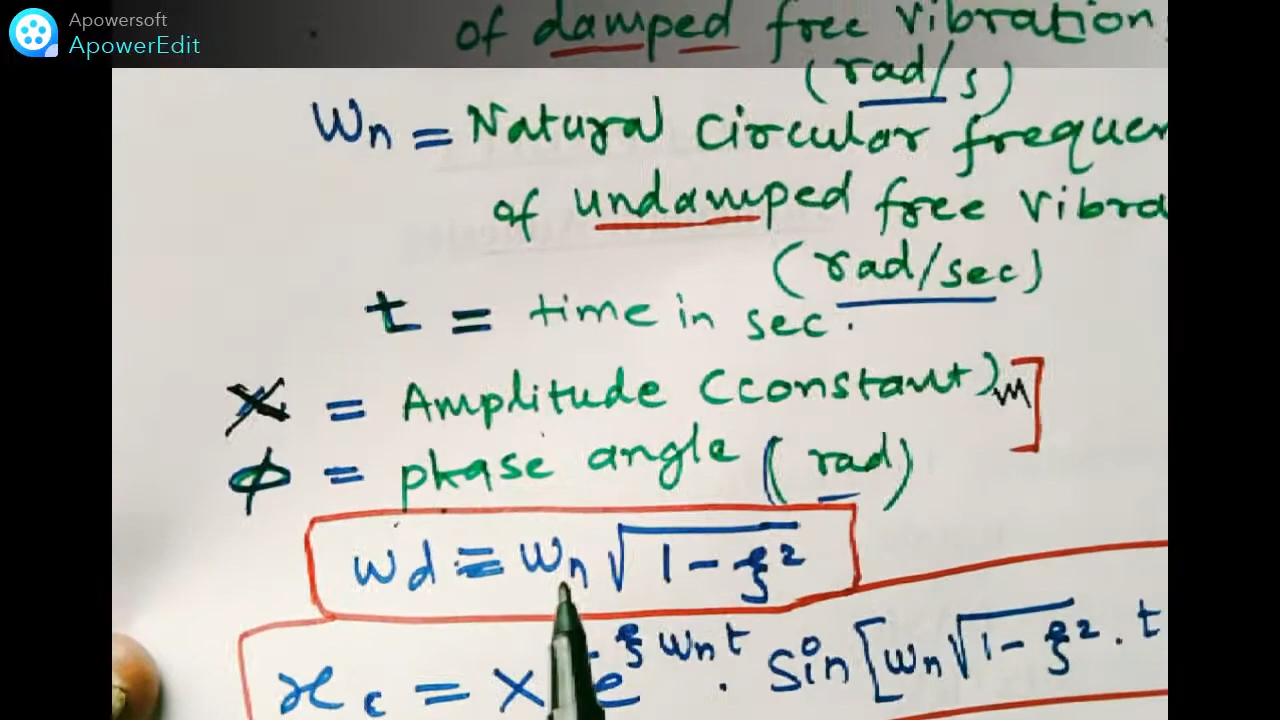 Apowersoft
ApowerEdit
of damped free vibration
(rad/s)
Wn = Natural circular frequen
of undamped free vibra
(rad/sec)
t = time in sec.
X = Amplitude (constant) m
ϕ = phase angle (rad)
wd = wn √1-ξ²
xc = X e^-ξ wnt . Sin [wn √1-ξ² . t